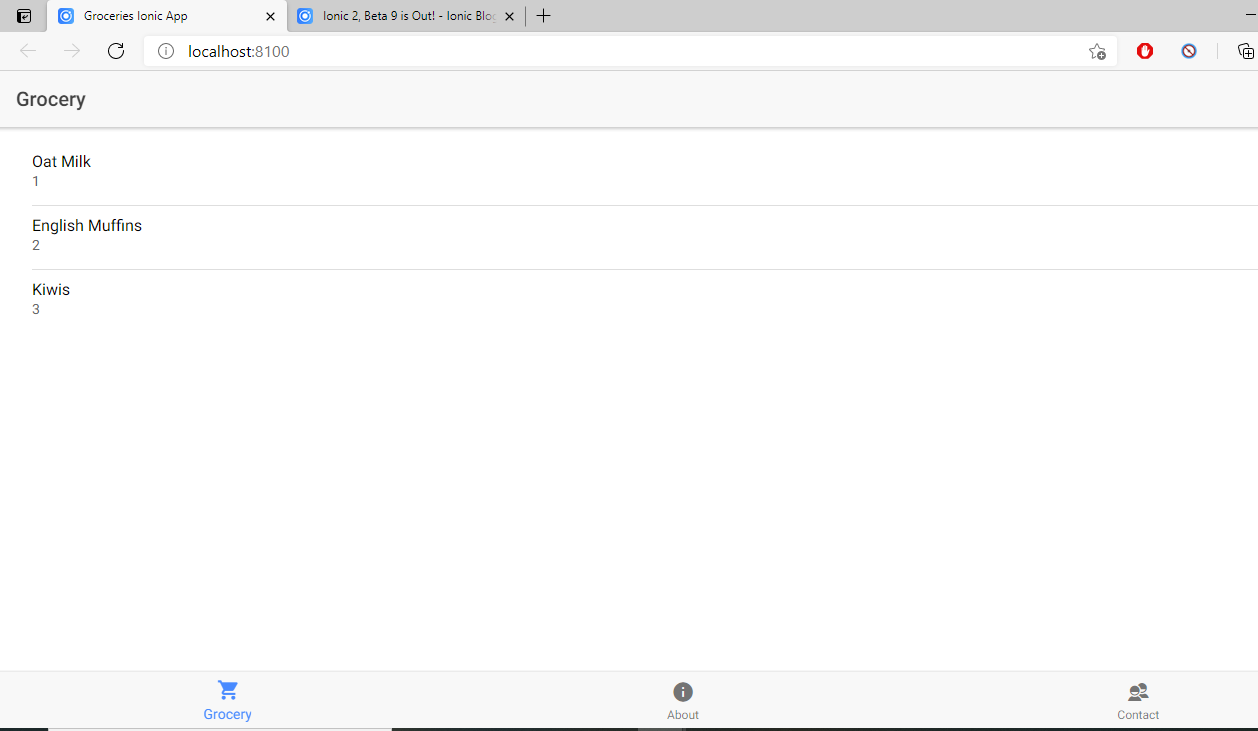 Groceries Ionic App
Ionic 2, Beta 9 is Out! - Ionic Blo
localhost:8100
Grocery
Oat Milk
1
English Muffins
2
Kiwis
3
Grocery
About
Contact